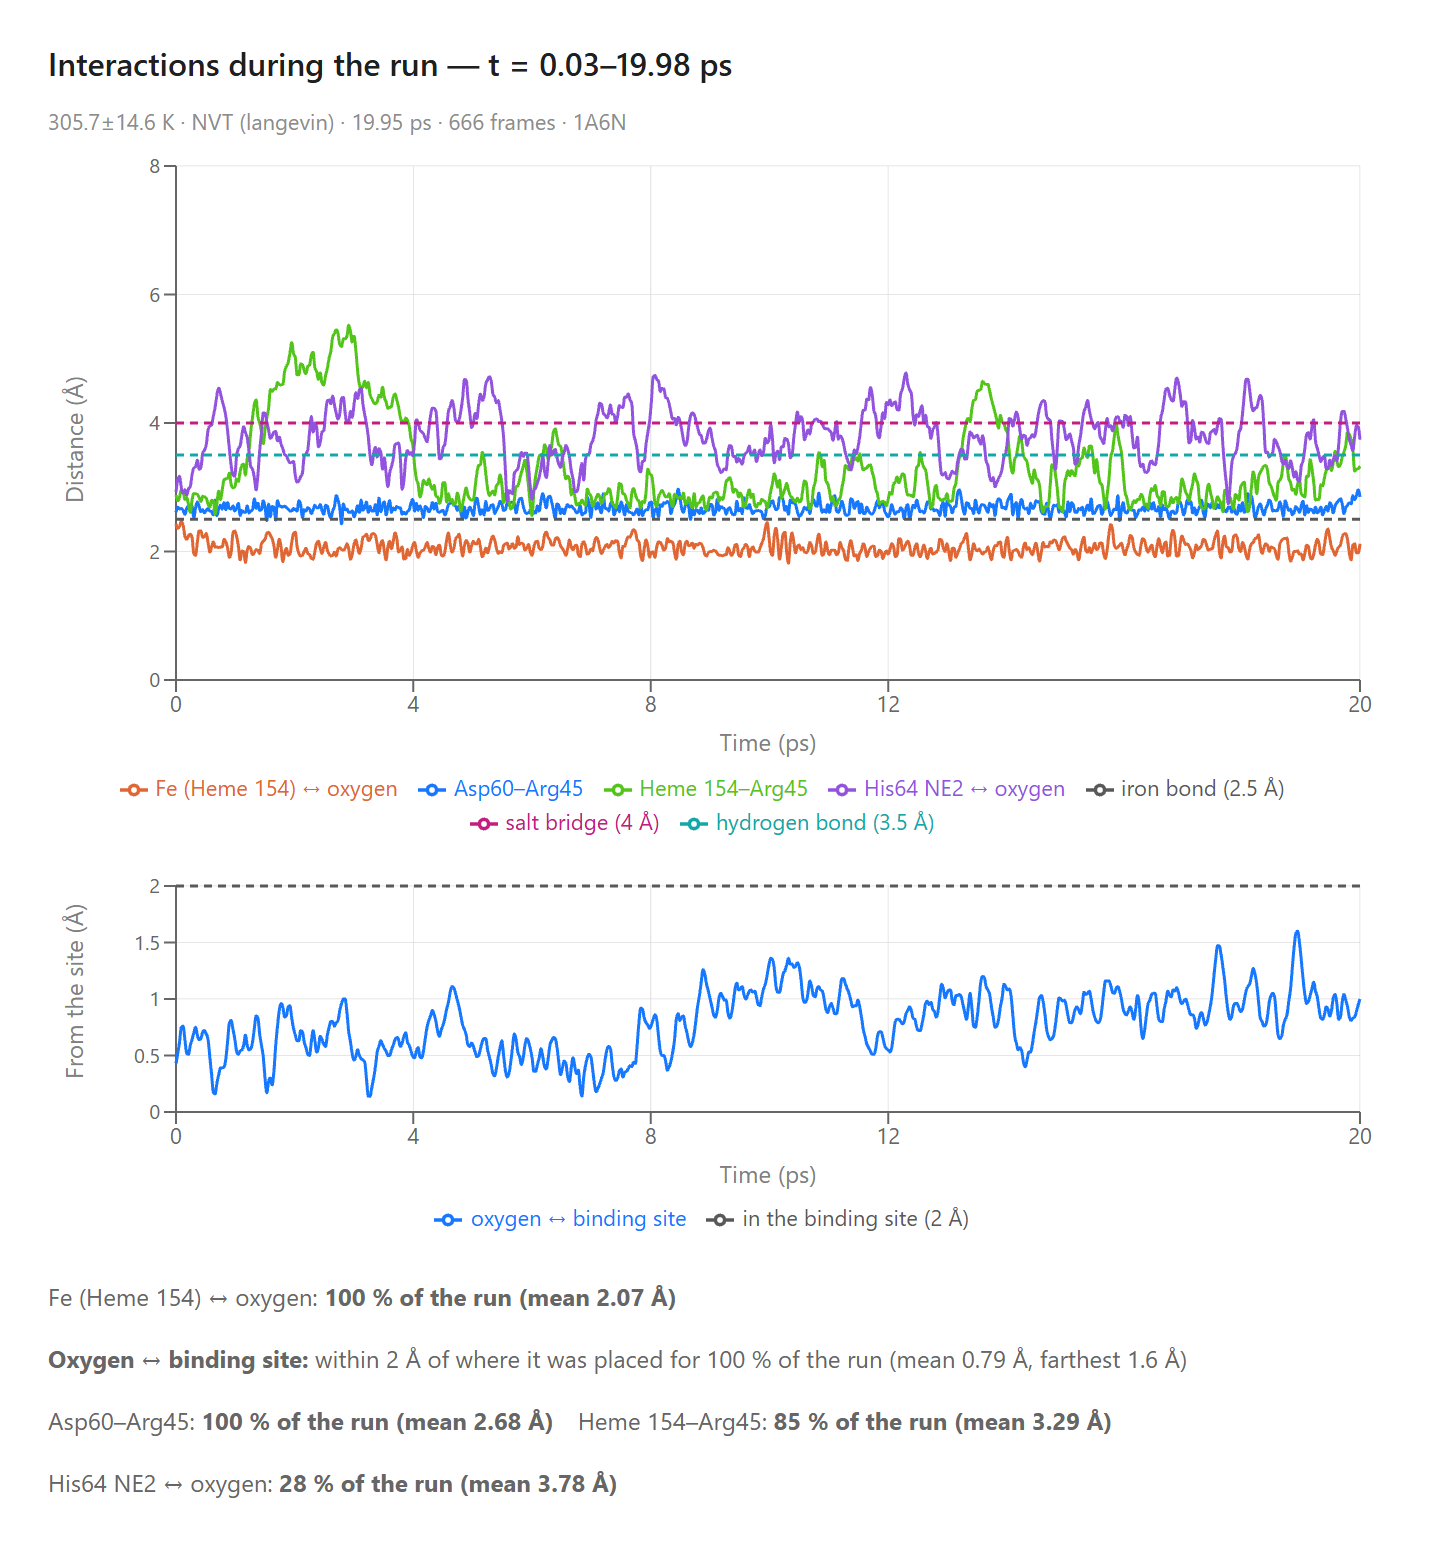 Interactions during the run — t = 0.03–19.98 ps
305.7±14.6 K · NVT (langevin) · 19.95 ps · 666 frames · 1A6N
8
6
4
2
0
Distance (Å)
0 4 8 12 20
Time (ps)
Fe (Heme 154) ↔ oxygen Asp60–Arg45 Heme 154–Arg45 His64 NE2 ↔ oxygen iron bond (2.5 Å)
salt bridge (4 Å) hydrogen bond (3.5 Å)
2
1.5
1
0.5
0
From the site (Å)
0 4 8 12 20
Time (ps)
oxygen ↔ binding site in the binding site (2 Å)
Fe (Heme 154) ↔ oxygen: 100 % of the run (mean 2.07 Å)
Oxygen ↔ binding site: within 2 Å of where it was placed for 100 % of the run (mean 0.79 Å, farthest 1.6 Å)
Asp60–Arg45: 100 % of the run (mean 2.68 Å) Heme 154–Arg45: 85 % of the run (mean 3.29 Å)
His64 NE2 ↔ oxygen: 28 % of the run (mean 3.78 Å)